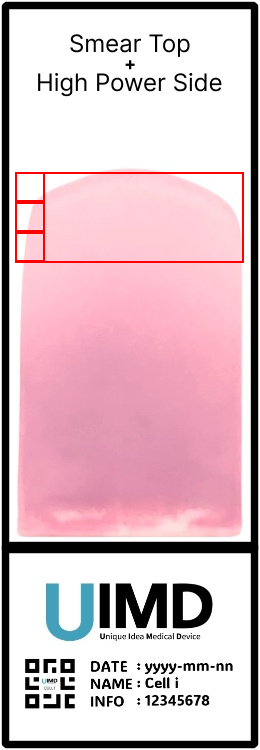 Smear Top
+
High Power Side
UIMD
Unique Idea Medical Device
DATE : yyyy-mm-nn
NAME : Cell i
INFO : 12345678